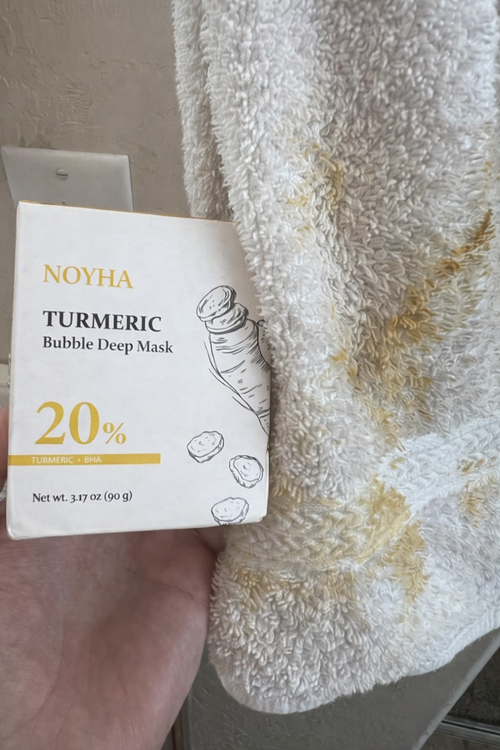 NOYHA
TURMERIC
Bubble Deep Mask
20%
TURMERIC + BHA
Net wt. 3.17 oz (90 g)